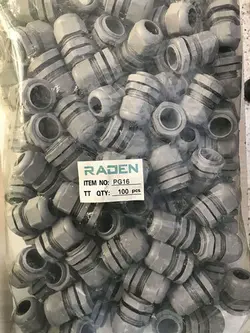 RADEN
ITEM NO: PG16
TT QTY: 100 pcs